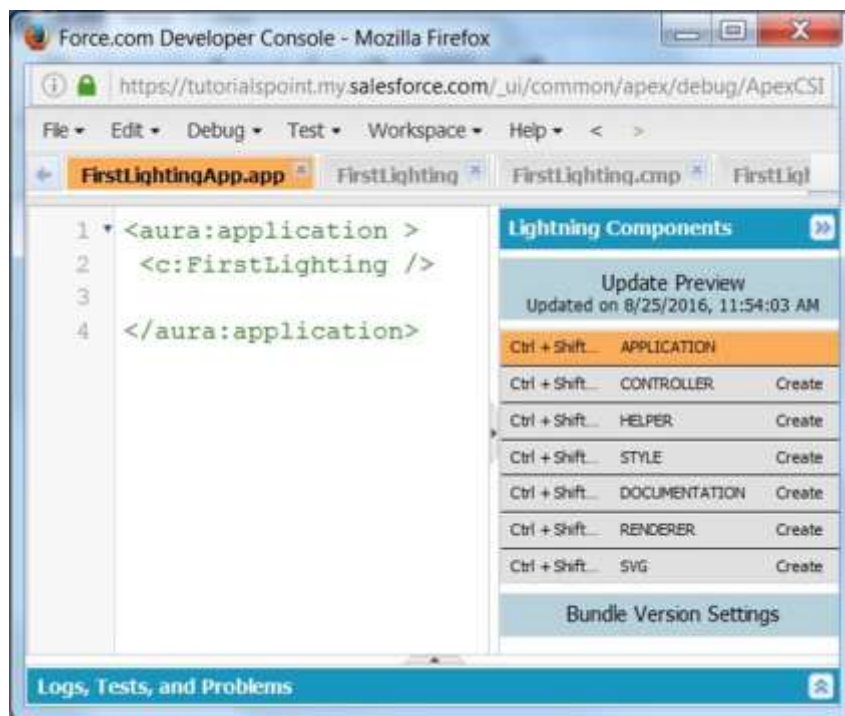 Force.com Developer Console - Mozilla Firefox
https://tutorialspoint.my.salesforce.com/_ui/common/apex/debug/ApexCSI
File Edit Debug Test Workspace Help < >
FirstLightingApp.app FirstLighting FirstLighting.cmp FirstLigl
1 <aura:application >
2 <c:FirstLighting />
3
4 </aura:application>
Lightning Components
Update Preview
Updated on 8/25/2016, 11:54:03 AM
Ctrl + Shift... APPLICATION
Ctrl + Shift... CONTROLLER Create
Ctrl + Shift... HELPER Create
Ctrl + Shift... STYLE Create
Ctrl + Shift... DOCUMENTATION Create
Ctrl + Shift... RENDERER Create
Ctrl + Shift... SVG Create
Bundle Version Settings
Logs, Tests, and Problems